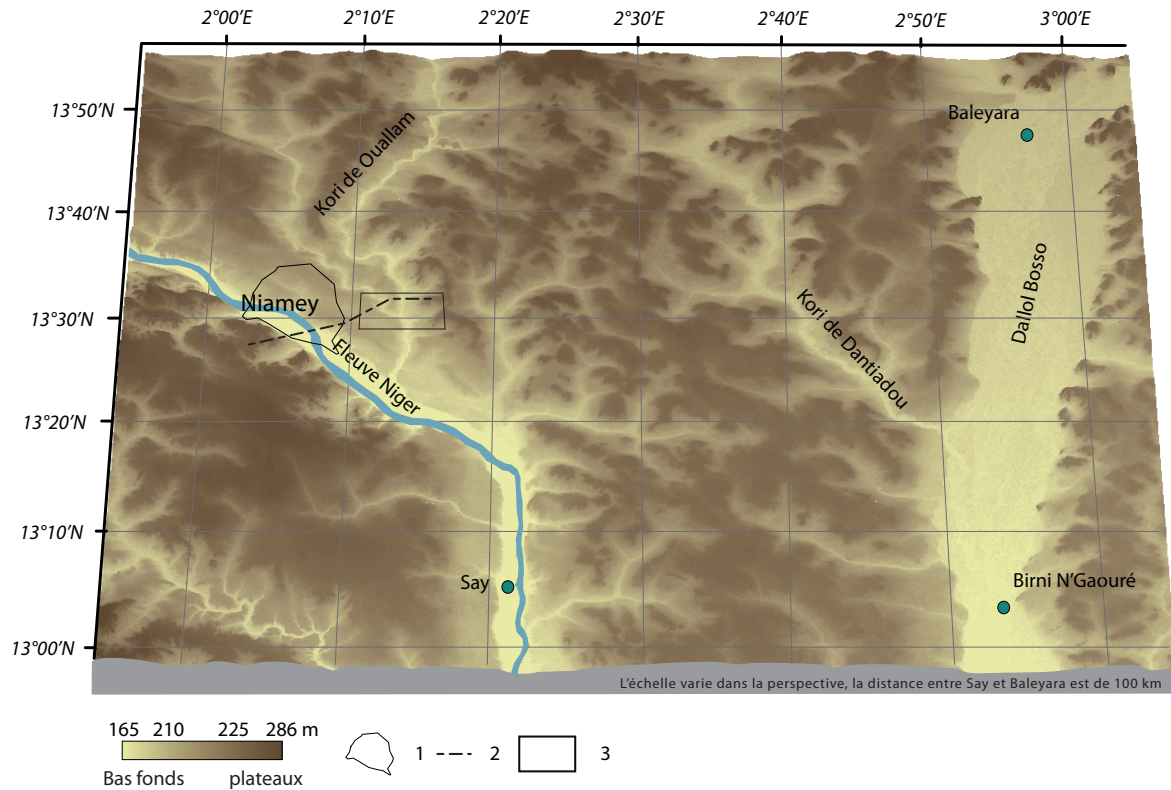 2°00'E 2°10'E 2°20'E 2°30'E 2°40'E 2°50'E 3°00'E
13°50'N
Baleyara
Kori de Ouallam
13°40'N
Dallol Bosso
Niamey
13°30'N
Kori de Dantiadou
Fleuve Niger
13°20'N
13°10'N
Say
Birni N'Gaouré
13°00'N
L'échelle varie dans la perspective, la distance entre Say et Baleyara est de 100 km
165 210 225 286 m
Bas fonds plateaux
1 2 3